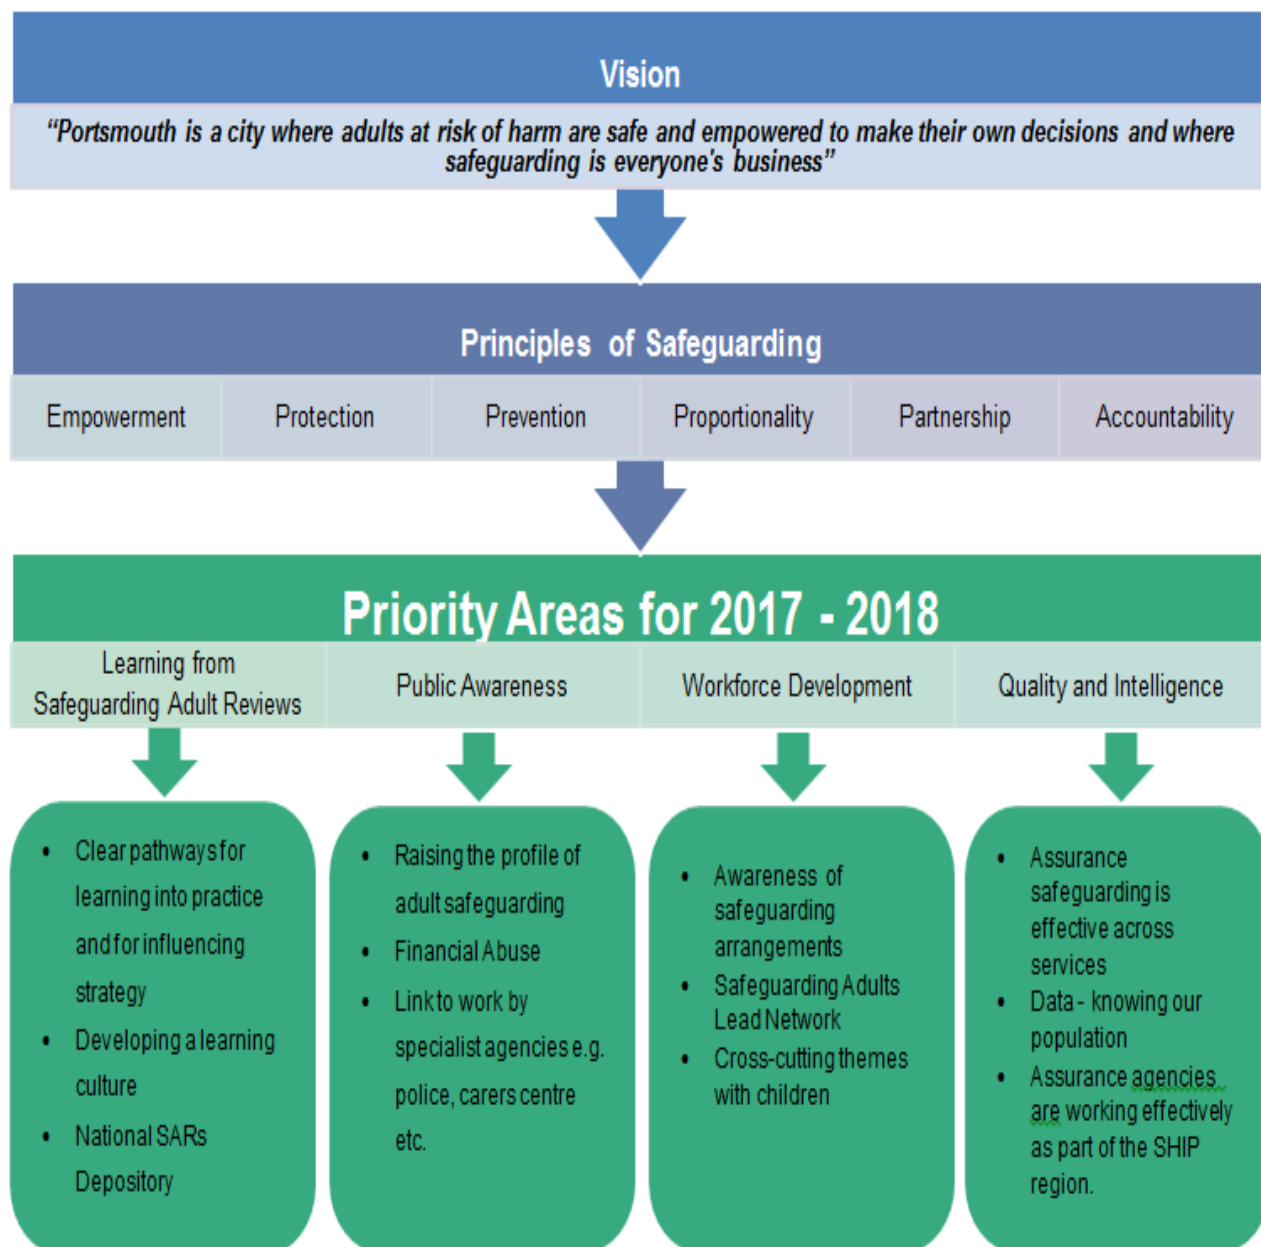 Vision
“Portsmouth is a city where adults at risk of harm are safe and empowered to make their own decisions and where
safeguarding is everyone's business”
Principles of Safeguarding
Empowerment
Protection
Prevention
Proportionality
Partnership
Accountability
Priority Areas for 2017 - 2018
Learning from
Safeguarding Adult Reviews
Public Awareness
Workforce Development
Quality and Intelligence
• Clear pathways for
learning into practice
and for influencing
strategy
• Developing a learning
culture
• National SARs
Depository
• Raising the profile of
adult safeguarding
• Financial Abuse
• Link to work by
specialist agencies e.g.
police, carers centre
etc.
• Awareness of
safeguarding
arrangements
• Safeguarding Adults
Lead Network
• Cross-cutting themes
with children
• Assurance
safeguarding is
effective across
services
• Data - knowing our
population
• Assurance agencies
are working effectively
as part of the SHIP
region.